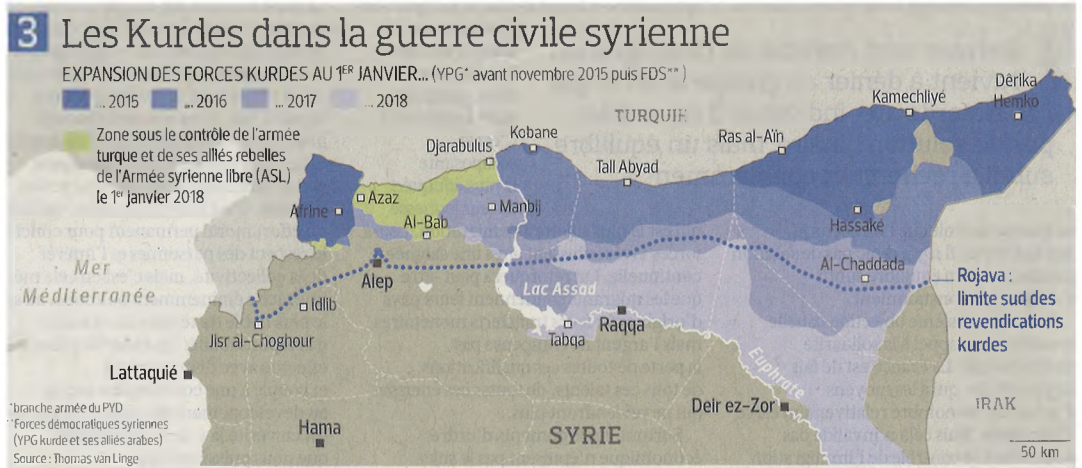 3 Les Kurdes dans la guerre civile syrienne
EXPANSION DES FORCES KURDES AU 1ER JANVIER... (YPG* avant novembre 2015 puis FDS**)
... 2015 ... 2016 ... 2017 ... 2018
Zone sous le contrôle de l'armée
turque et de ses alliés rebelles
de l'Armée syrienne libre (ASL)
le 1er janvier 2018
TURQUIE
Dêrika
Hemko
Kamechliyé
Ras al-Aïn
Kobane
Djarabulus
Tall Abyad
Azaz
Afrine
Manbij
Al-Bab
Hassaké
Mer
Méditerranée
Alep
Al-Chaddada
Lac Assad
Rojava :
limite sud des
revendications
kurdes
Idlib
Raqqa
Jisr al-Choghour
Tabqa
Euphrate
Lattaquié
Deir ez-Zor
IRAK
Hama
SYRIE
50 km
*branche armée du PYD
**Forces démocratiques syriennes
(YPG kurde et ses alliés arabes)
Source : Thomas van Linge